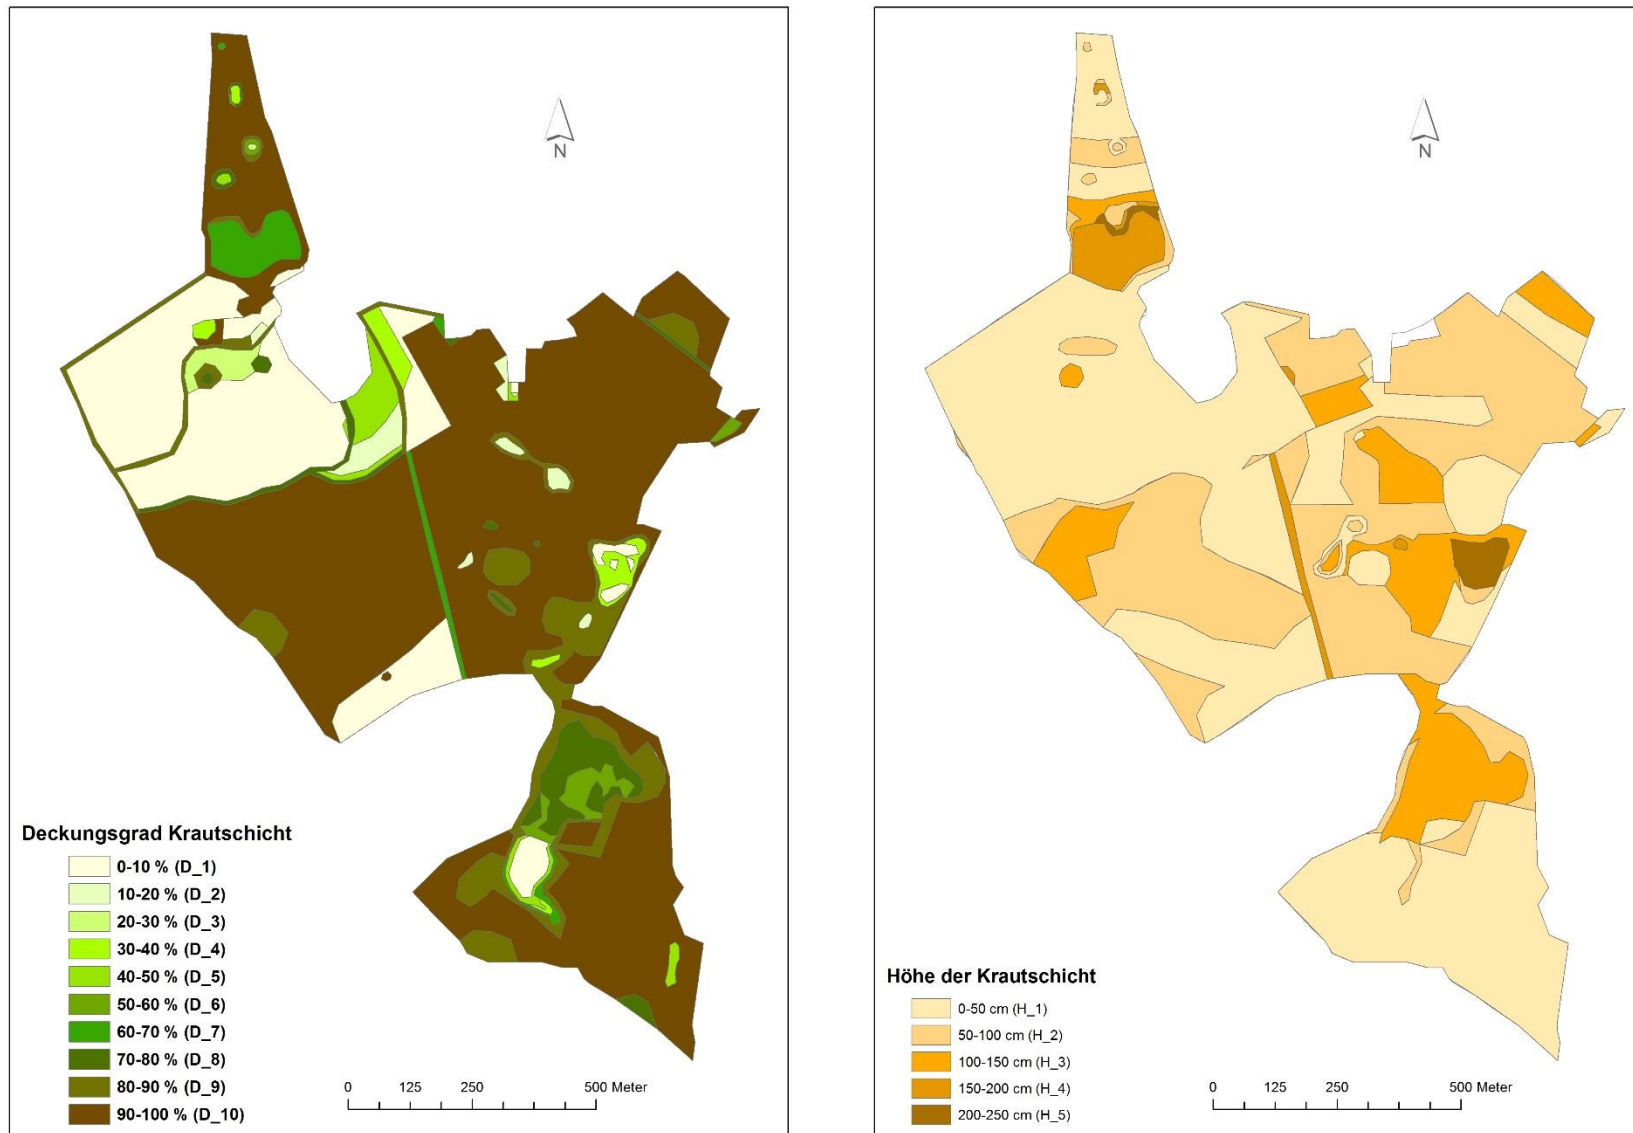 N
Deckungsgrad Krautschicht
0-10 % (D_1)
10-20 % (D_2)
20-30 % (D_3)
30-40 % (D_4)
40-50 % (D_5)
50-60 % (D_6)
60-70 % (D_7)
70-80 % (D_8)
80-90 % (D_9)
90-100 % (D_10)
0 125 250 500 Meter
N
Höhe der Krautschicht
0-50 cm (H_1)
50-100 cm (H_2)
100-150 cm (H_3)
150-200 cm (H_4)
200-250 cm (H_5)
0 125 250 500 Meter